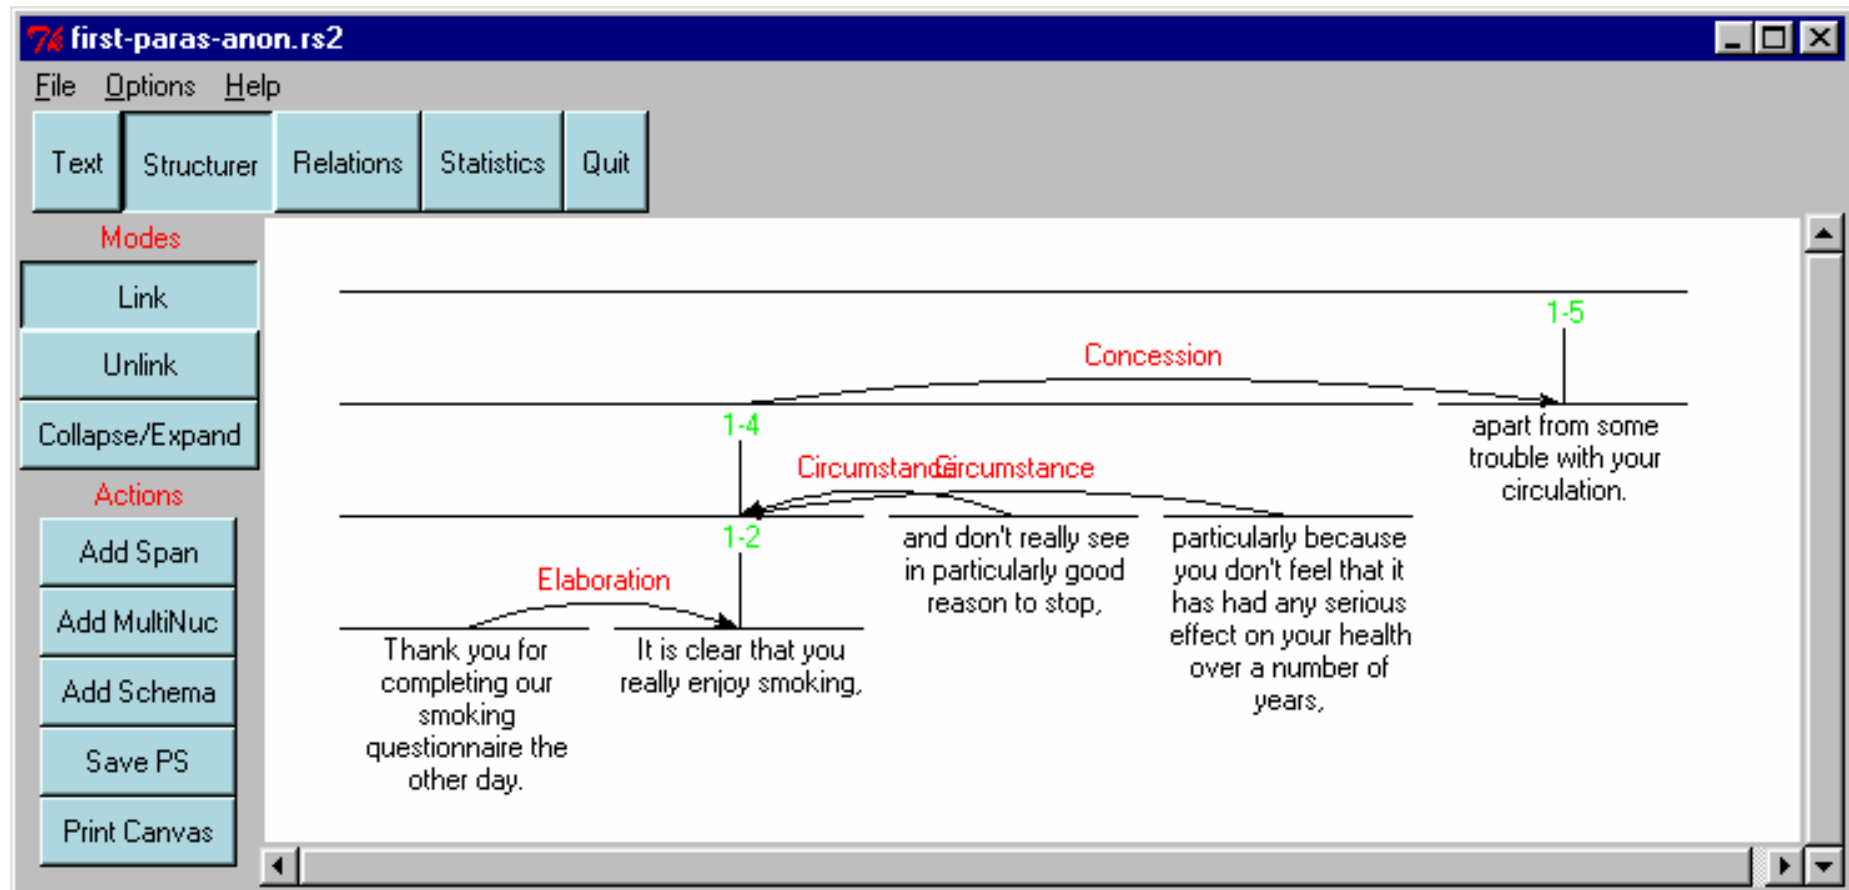 first-paras-anon.rs2
File Options Help
Text Structurer Relations Statistics Quit
Modes
Link
Unlink
Collapse/Expand
Actions
Add Span
Add MultiNuc
Add Schema
Save PS
Print Canvas
1-5
Concession
1-4
apart from some
trouble with your
circulation.
Circumstance Circumstance
1-2
and don't really see
in particularly good
reason to stop,
particularly because
you don't feel that it
has had any serious
effect on your health
over a number of
years,
Elaboration
Thank you for
completing our
smoking
questionnaire the
other day.
It is clear that you
really enjoy smoking,